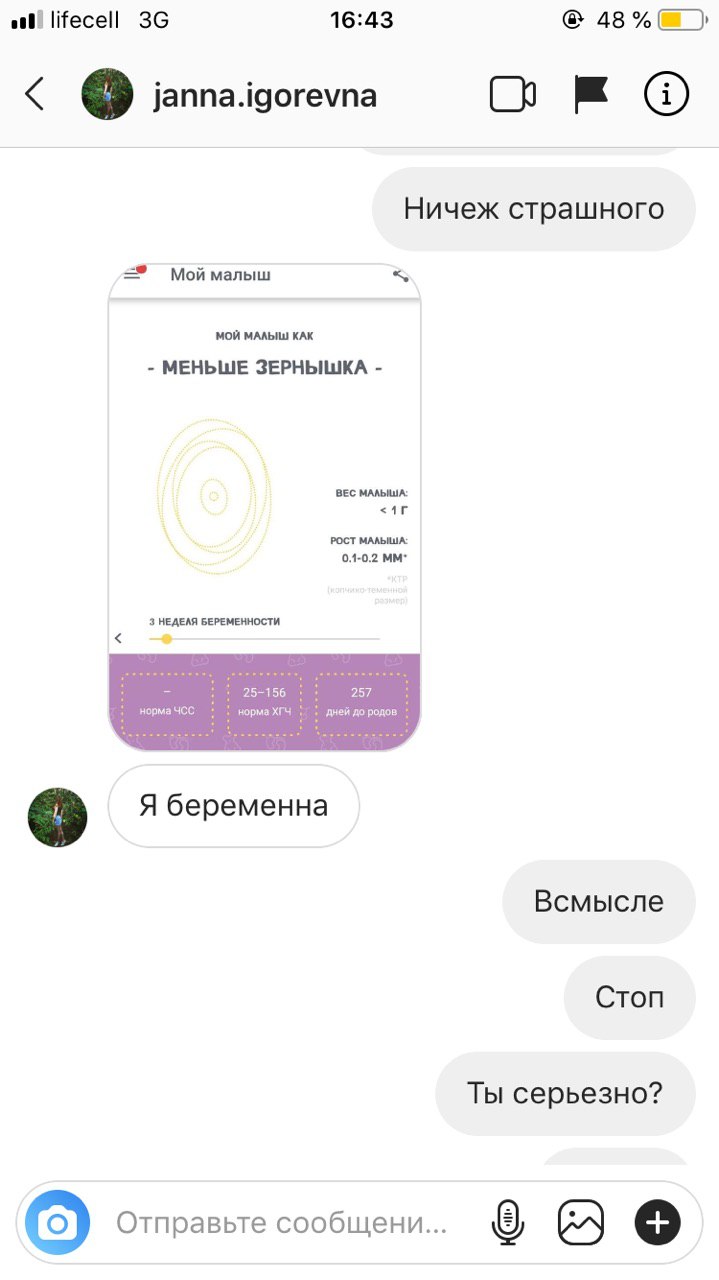 lifecell 3G 16:43 48 %
janna.igorevna
Ничеж страшного
Мой малыш
МОЙ МАЛЫШ КАК
- МЕНЬШЕ ЗЕРНЫШКА -
ВЕС МАЛЫША:
< 1 Г
РОСТ МАЛЫША:
0.1-0.2 ММ*
*КТР
(копчико-теменной
размер)
3 НЕДЕЛЯ БЕРЕМЕННОСТИ
– 25–156 257
норма ЧСС норма ХГЧ дней до родов
Я беременна
Всмысле
Стоп
Ты серьезно?
Отправьте сообщени...